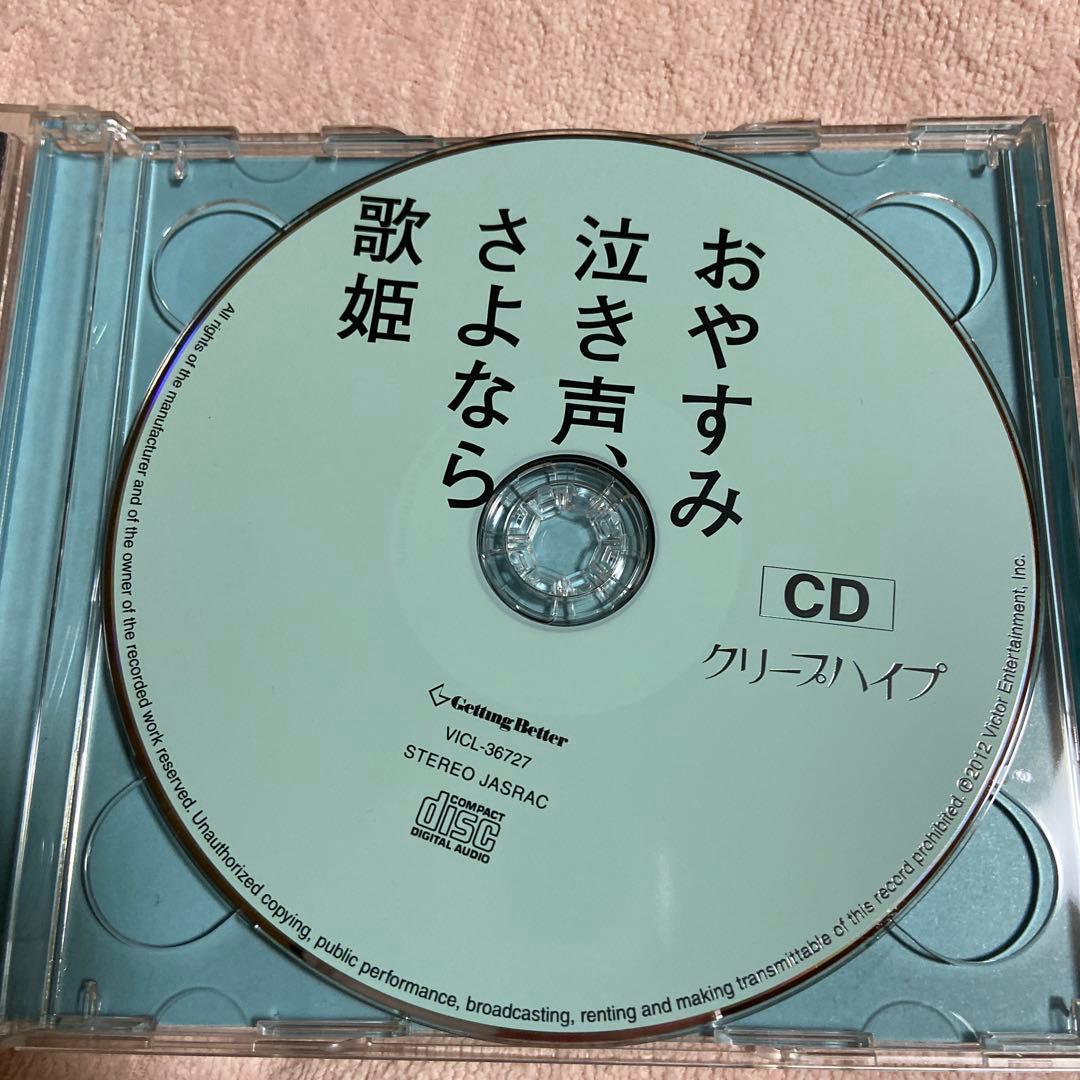 おやすみ
泣き声、
さよなら
歌姫
CD
クリープハイプ
Getting Better
VICL-36727
STEREO JASRAC
COMPACT
disc
DIGITAL AUDIO
All rights of the manufacturer and of the owner of the recorded work reserved. Unauthorized copying, public performance, broadcasting, renting and making transmittable of this record prohibited. ℗2012 Victor Entertainment, Inc.